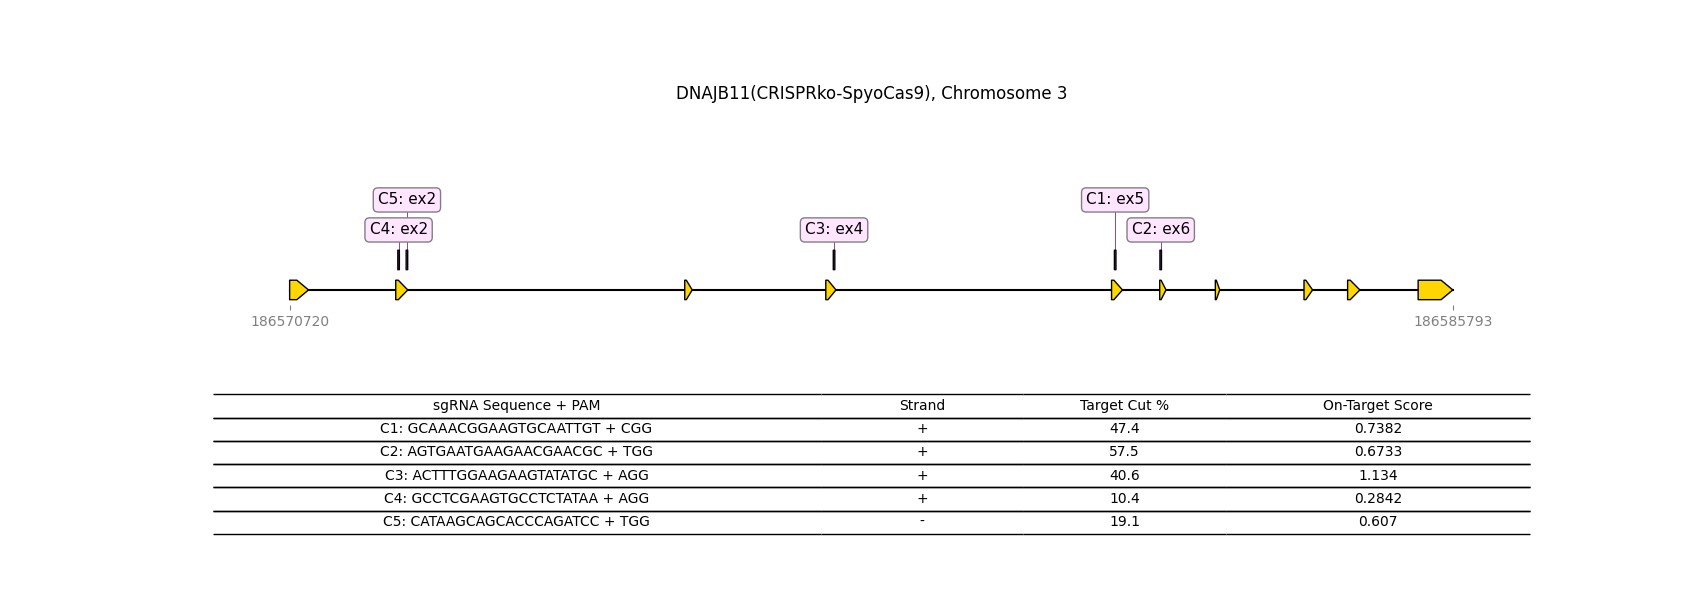 DNAJB11(CRISPRko-SpyoCas9), Chromosome 3
C5: ex2
C1: ex5
C4: ex2
C3: ex4
C2: ex6
186570720
186585793
sgRNA Sequence + PAM Strand Target Cut % On-Target Score
C1: GCAAACGGAAGTGCAATTGT + CGG + 47.4 0.7382
C2: AGTGAATGAAGAACGAACGC + TGG + 57.5 0.6733
C3: ACTTTGGAAGAAGTATATGC + AGG + 40.6 1.134
C4: GCCTCGAAGTGCCTCTATAA + AGG + 10.4 0.2842
C5: CATAAGCAGCACCCAGATCC + TGG - 19.1 0.607